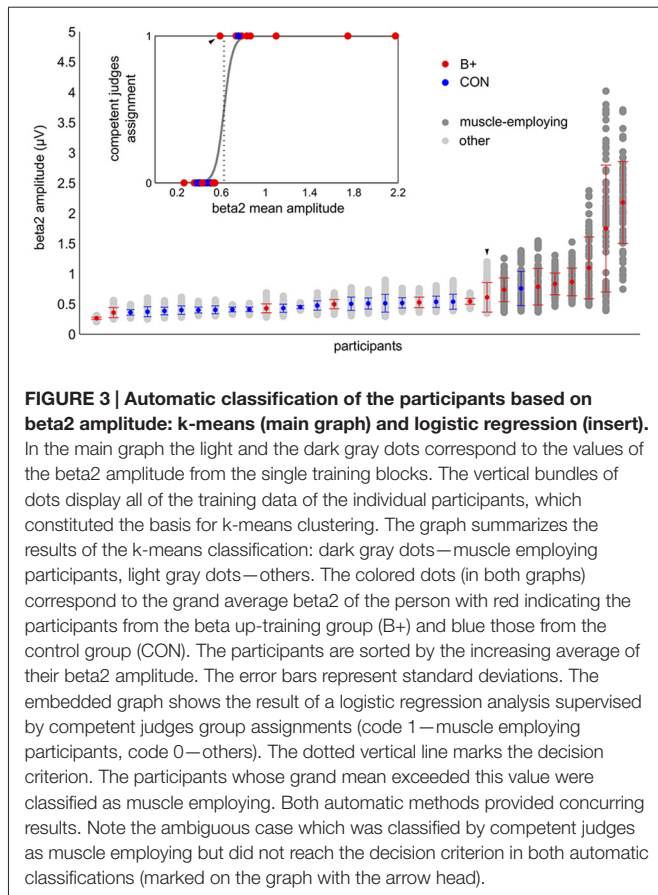 5
4.5
4
3.5
3
2.5
2
1.5
1
0.5
0
beta2 amplitude (µV)
participants
1
0
competent judges
assignment
0.2 0.6 1 1.4 1.8 2.2
beta2 mean amplitude
B+
CON
muscle-employing
other
FIGURE 3 | Automatic classification of the participants based on
beta2 amplitude: k-means (main graph) and logistic regression (insert).
In the main graph the light and the dark gray dots correspond to the values of
the beta2 amplitude from the single training blocks. The vertical bundles of
dots display all of the training data of the individual participants, which
constituted the basis for k-means clustering. The graph summarizes the
results of the k-means classification: dark gray dots—muscle employing
participants, light gray dots—others. The colored dots (in both graphs)
correspond to the grand average beta2 of the person with red indicating the
participants from the beta up-training group (B+) and blue those from the
control group (CON). The participants are sorted by the increasing average of
their beta2 amplitude. The error bars represent standard deviations. The
embedded graph shows the result of a logistic regression analysis supervised
by competent judges group assignments (code 1—muscle employing
participants, code 0—others). The dotted vertical line marks the decision
criterion. The participants whose grand mean exceeded this value were
classified as muscle employing. Both automatic methods provided concurring
results. Note the ambiguous case which was classified by competent judges
as muscle employing but did not reach the decision criterion in both automatic
classifications (marked on the graph with the arrow head).